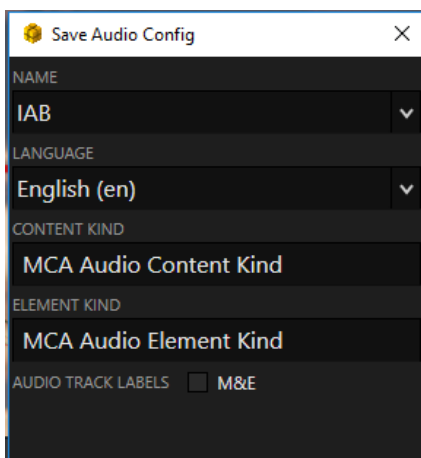 Save Audio Config
NAME
IAB
LANGUAGE
English (en)
CONTENT KIND
MCA Audio Content Kind
ELEMENT KIND
MCA Audio Element Kind
AUDIO TRACK LABELS M&E